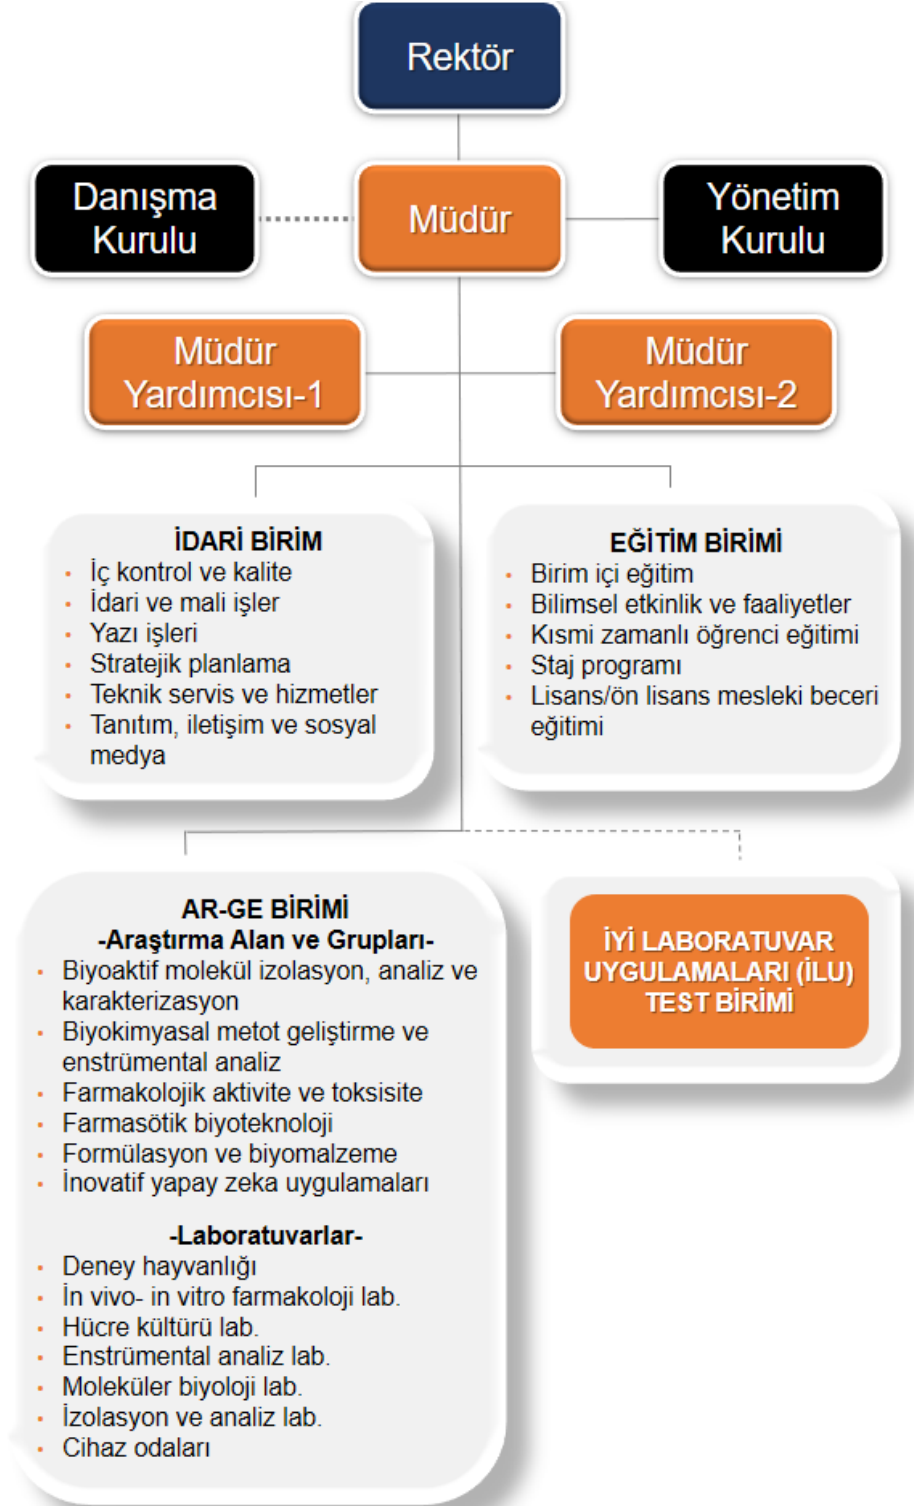 Rektör
Danışma
Kurulu
Müdür
Yönetim
Kurulu
Müdür
Yardımcısı-1
Müdür
Yardımcısı-2
İDARİ BİRİM
• İç kontrol ve kalite
• İdari ve mali işler
• Yazı işleri
• Stratejik planlama
• Teknik servis ve hizmetler
• Tanıtım, iletişim ve sosyal
medya
EĞİTİM BİRİMİ
• Birim içi eğitim
• Bilimsel etkinlik ve faaliyetler
• Kısmi zamanlı öğrenci eğitimi
• Staj programı
• Lisans/ön lisans mesleki beceri
eğitimi
AR-GE BİRİMİ
-Araştırma Alan ve Grupları-
• Biyoaktif molekül izolasyon, analiz ve
karakterizasyon
• Biyokimyasal metot geliştirme ve
enstrümental analiz
• Farmakolojik aktivite ve toksisite
• Farmasötik biyoteknoloji
• Formülasyon ve biyomalzeme
• İnovatif yapay zeka uygulamaları
-Laboratuvarlar-
• Deney hayvanlığı
• İn vivo- in vitro farmakoloji lab.
• Hücre kültürü lab.
• Enstrümental analiz lab.
• Moleküler biyoloji lab.
• İzolasyon ve analiz lab.
• Cihaz odaları
İYİ LABORATUVAR
UYGULAMALARI (İLU)
TEST BİRİMİ